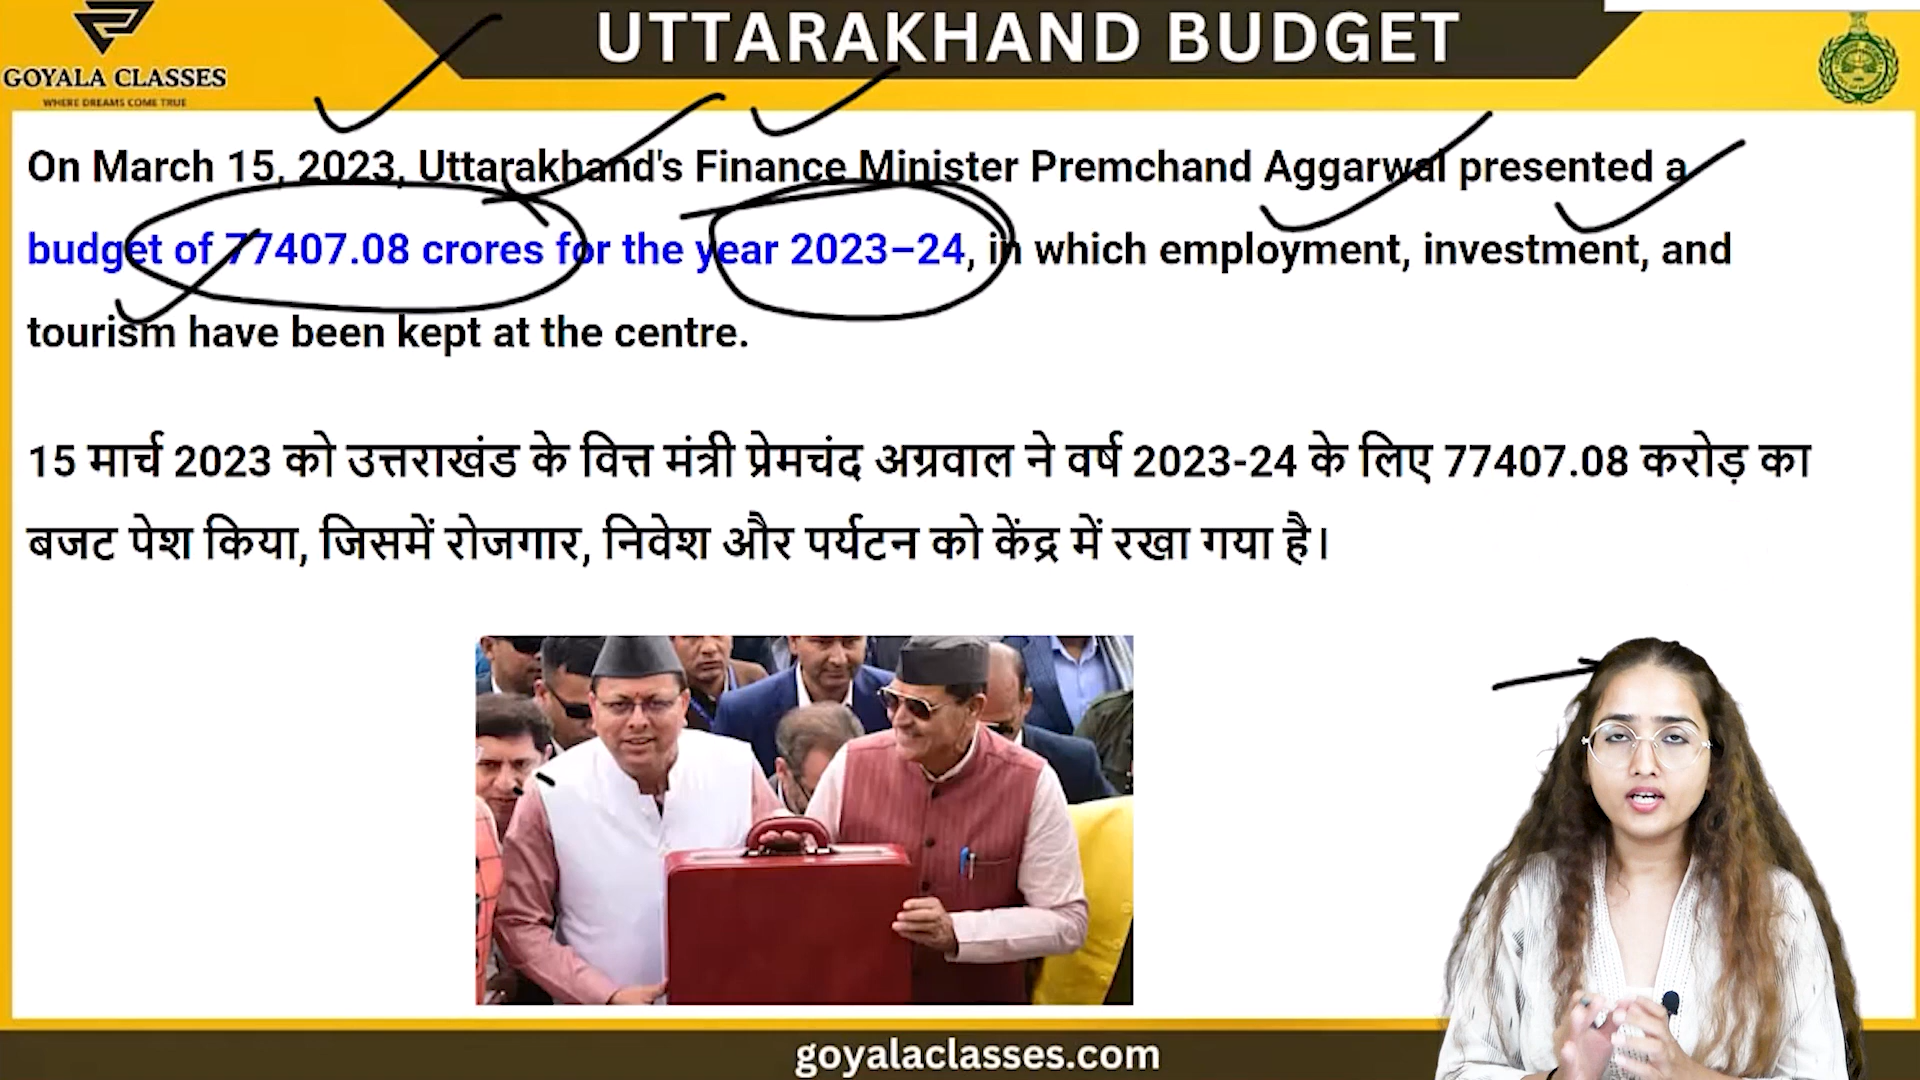 UTTARAKHAND BUDGET
GOYALA CLASSES
WHERE DREAMS COME TRUE
On March 15, 2023, Uttarakhand's Finance Minister Premchand Aggarwal presented a
budget of 77407.08 crores for the year 2023–24, in which employment, investment, and
tourism have been kept at the centre.
15 मार्च 2023 को उत्तराखंड के वित्त मंत्री प्रेमचंद अग्रवाल ने वर्ष 2023-24 के लिए 77407.08 करोड़ का
बजट पेश किया, जिसमें रोजगार, निवेश और पर्यटन को केंद्र में रखा गया है।
goyalaclasses.com